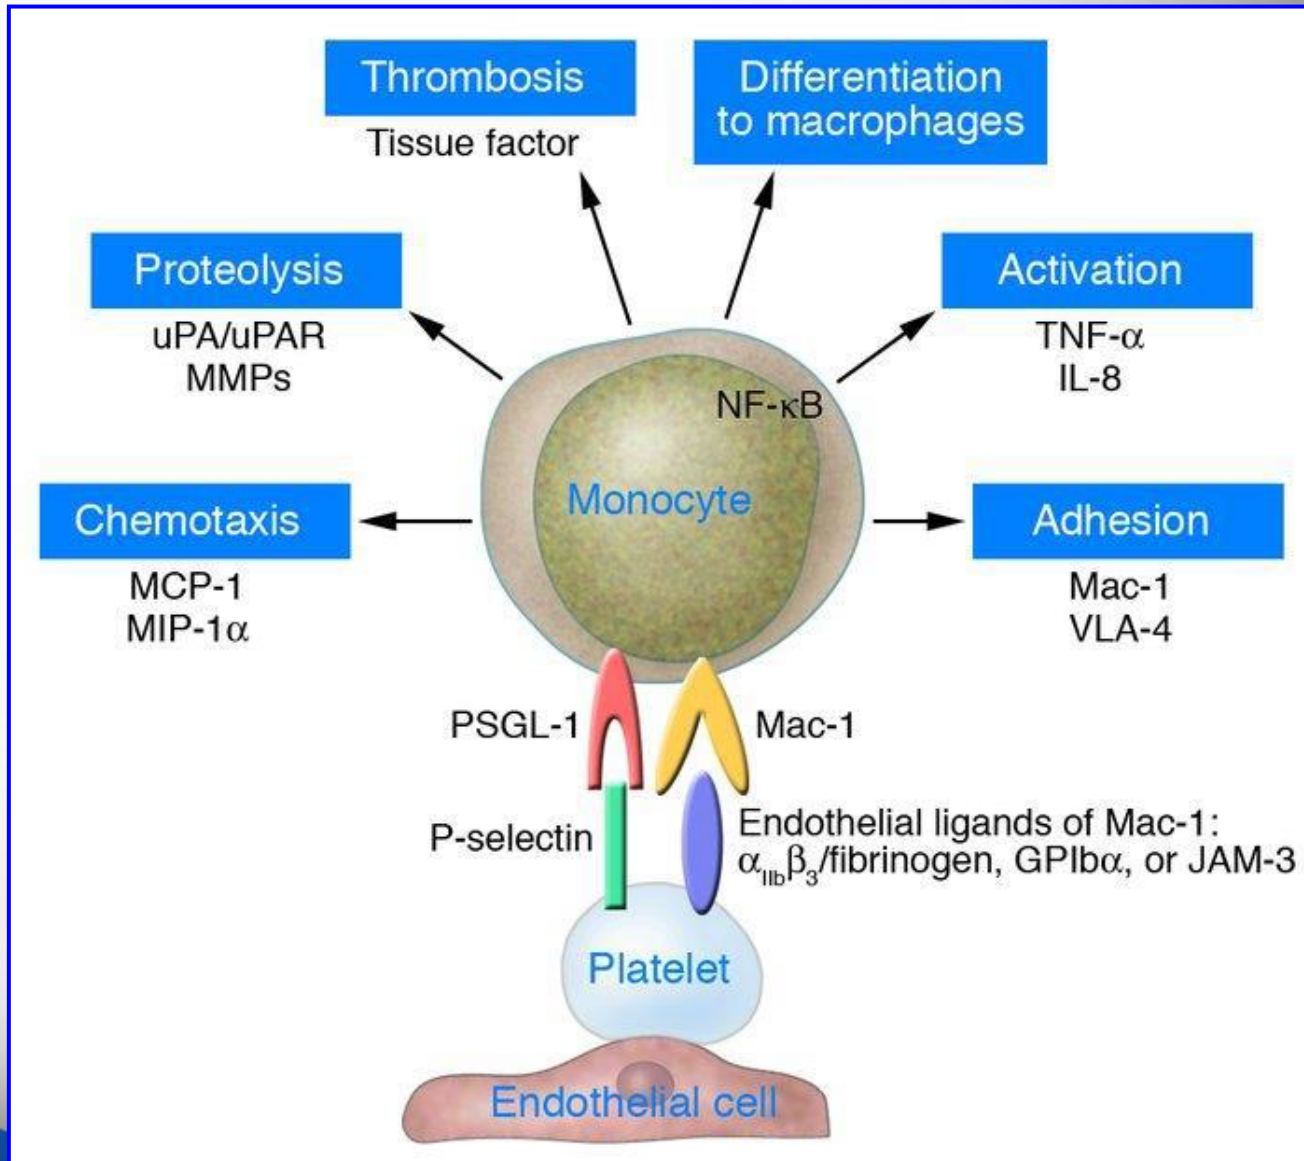 Thrombosis
Tissue factor
Differentiation
to macrophages
Proteolysis
uPA/uPAR
MMPs
Activation
TNF-α
IL-8
NF-κB
Monocyte
Chemotaxis
MCP-1
MIP-1α
Adhesion
Mac-1
VLA-4
PSGL-1
Mac-1
P-selectin
Endothelial ligands of Mac-1:
αIIbβ3/fibrinogen, GPIbα, or JAM-3
Platelet
Endothelial cell